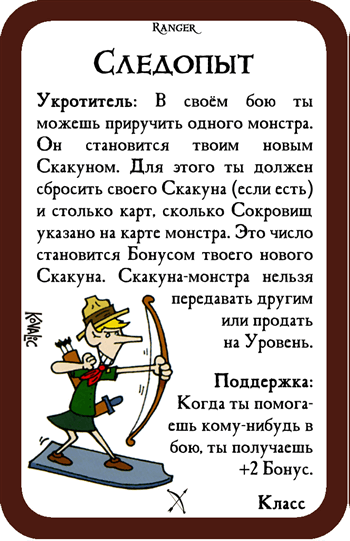 Ranger
Следопыт
Укротитель: В своём бою ты
можешь приручить одного монстра.
Он становится твоим новым
Скакуном. Для этого ты должен
сбросить своего Скакуна (если есть)
и столько карт, сколько Сокровищ
указано на карте монстра. Это число
становится Бонусом твоего нового
Скакуна. Скакуна-монстра нельзя
передавать другим
или продать
на Уровень.
Kovalic
Поддержка:
Когда ты помога-
ешь кому-нибудь в
бою, ты получаешь
+2 Бонус.
Класс